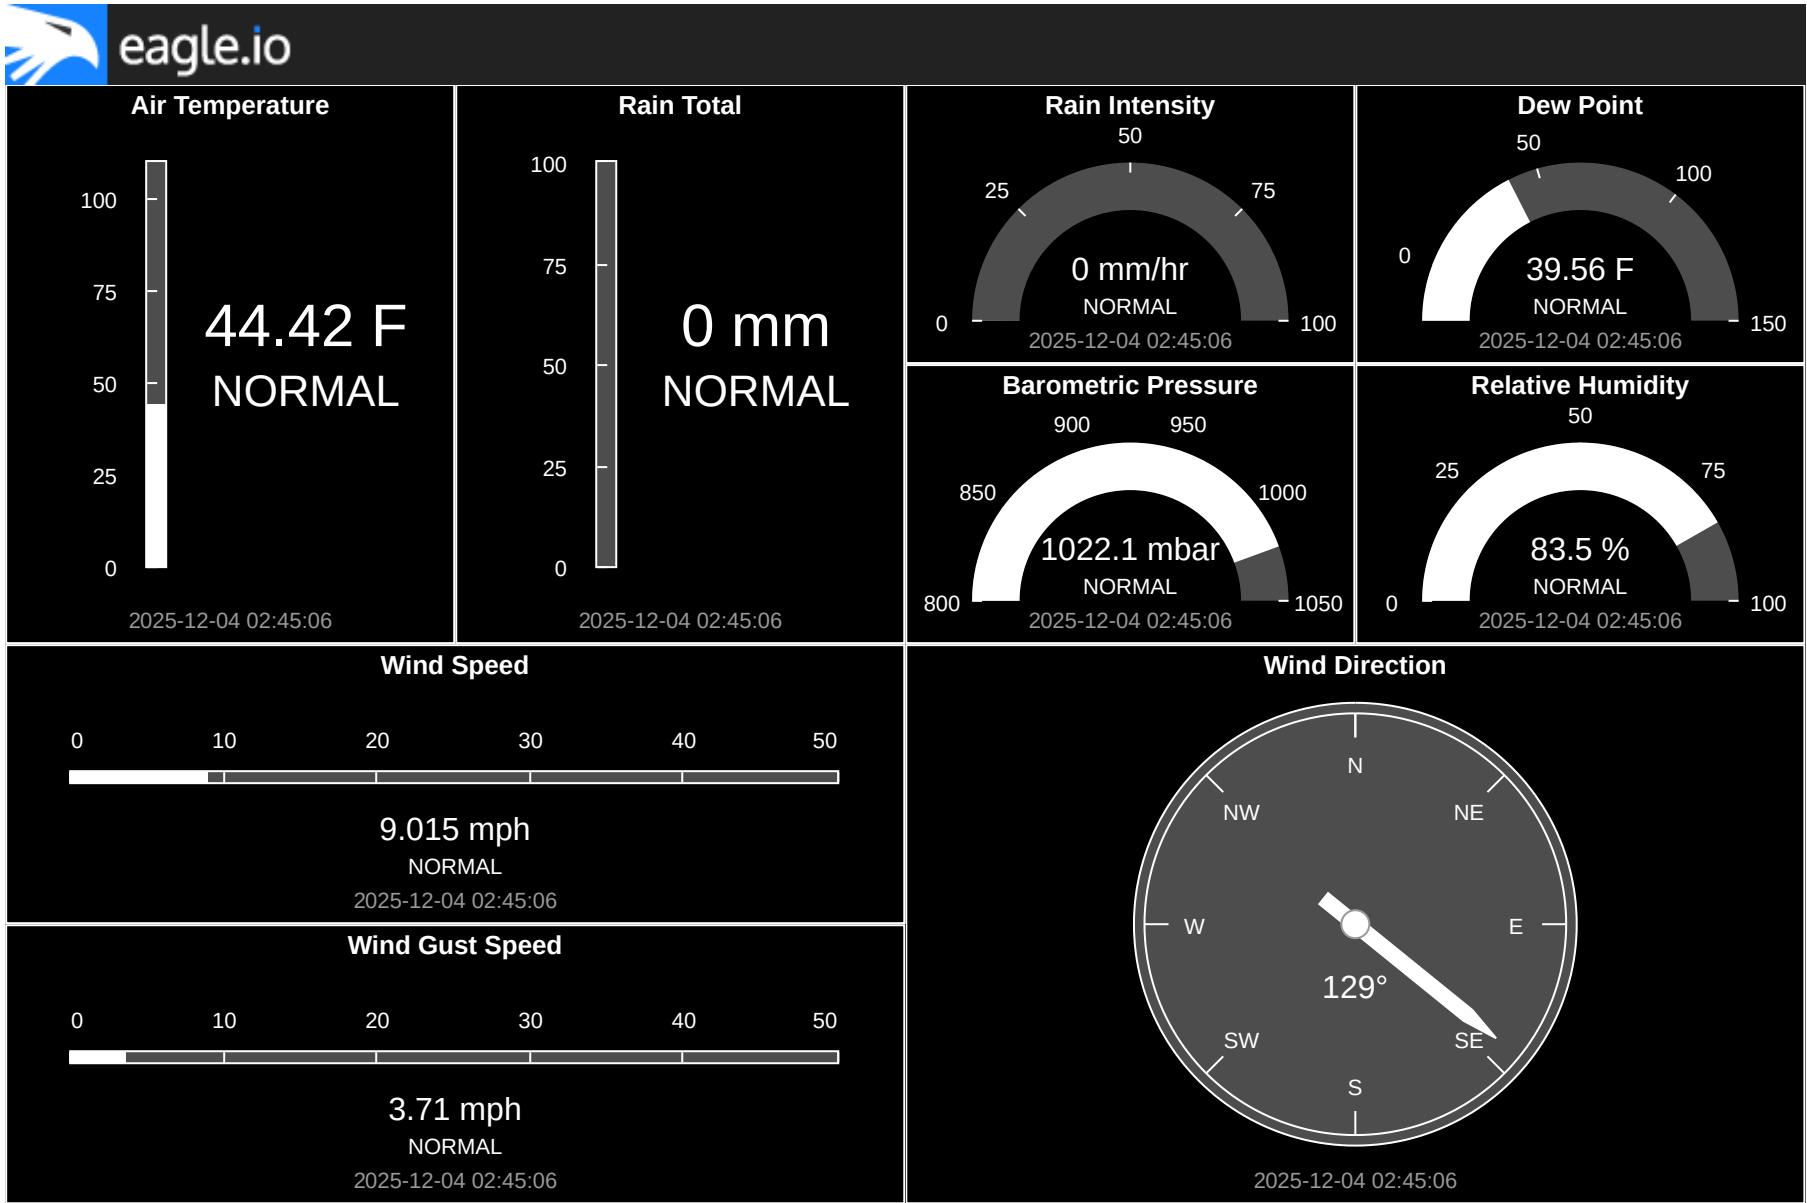 eagle.io
Air Temperature
100
75
50
25
0
44.42 F
NORMAL
2025-12-04 02:45:06
Rain Total
100
75
50
25
0
0 mm
NORMAL
2025-12-04 02:45:06
Rain Intensity
50
25
75
0
100
0 mm/hr
NORMAL
2025-12-04 02:45:06
Dew Point
50
100
0
150
39.56 F
NORMAL
2025-12-04 02:45:06
Barometric Pressure
900
950
850
1000
800
1050
1022.1 mbar
NORMAL
2025-12-04 02:45:06
Relative Humidity
50
25
75
0
100
83.5 %
NORMAL
2025-12-04 02:45:06
Wind Speed
0 10 20 30 40 50
9.015 mph
NORMAL
2025-12-04 02:45:06
Wind Gust Speed
0 10 20 30 40 50
3.71 mph
NORMAL
2025-12-04 02:45:06
Wind Direction
N
NW
NE
W
E
129°
SW
SE
S
2025-12-04 02:45:06